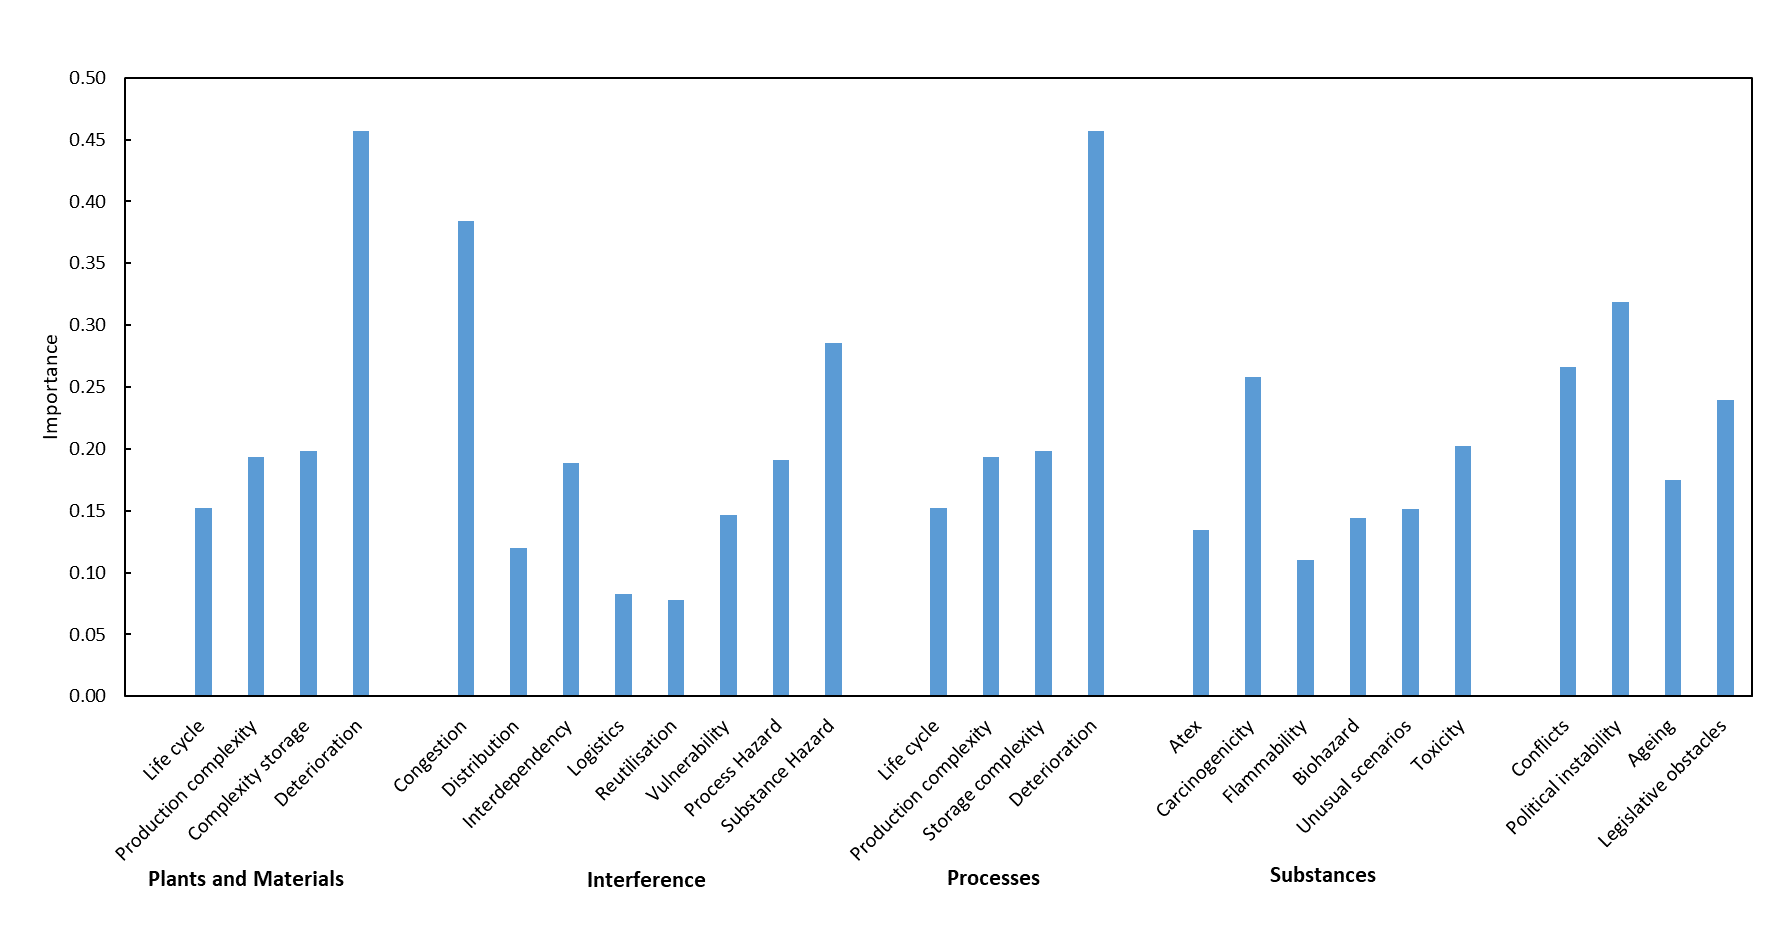 0.50
0.45
0.40
0.35
0.30
0.25
0.20
0.15
0.10
0.05
0.00
Importance
Life cycle
Production complexity
Complexity storage
Deterioration
Congestion
Distribution
Interdependency
Logistics
Reutilisation
Vulnerability
Process Hazard
Substance Hazard
Life cycle
Production complexity
Storage complexity
Deterioration
Atex
Carcinogenicity
Flammability
Biohazard
Unusual scenarios
Toxicity
Conflicts
Political instability
Ageing
Legislative obstacles
Plants and Materials
Interference
Processes
Substances